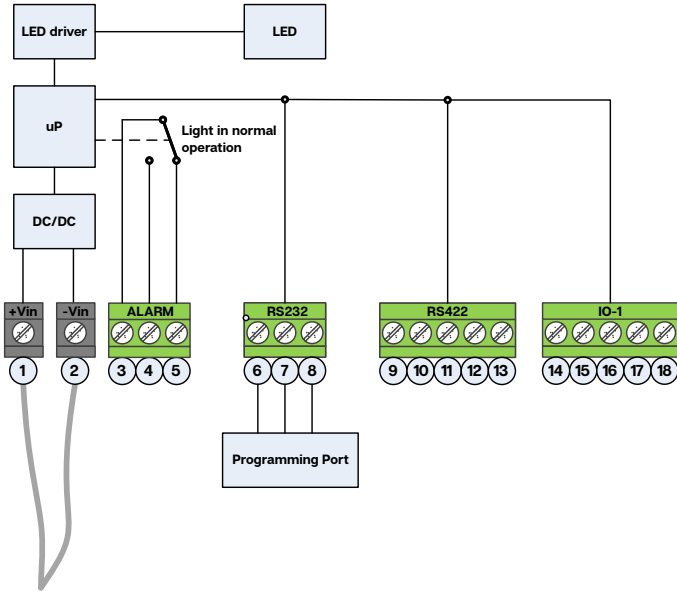 LED driver
LED
uP
Light in normal
operation
DC/DC
+Vin
-Vin
ALARM
RS232
RS422
IO-1
1
2
3
4
5
6
7
8
9
10
11
12
13
14
15
16
17
18
Programming Port